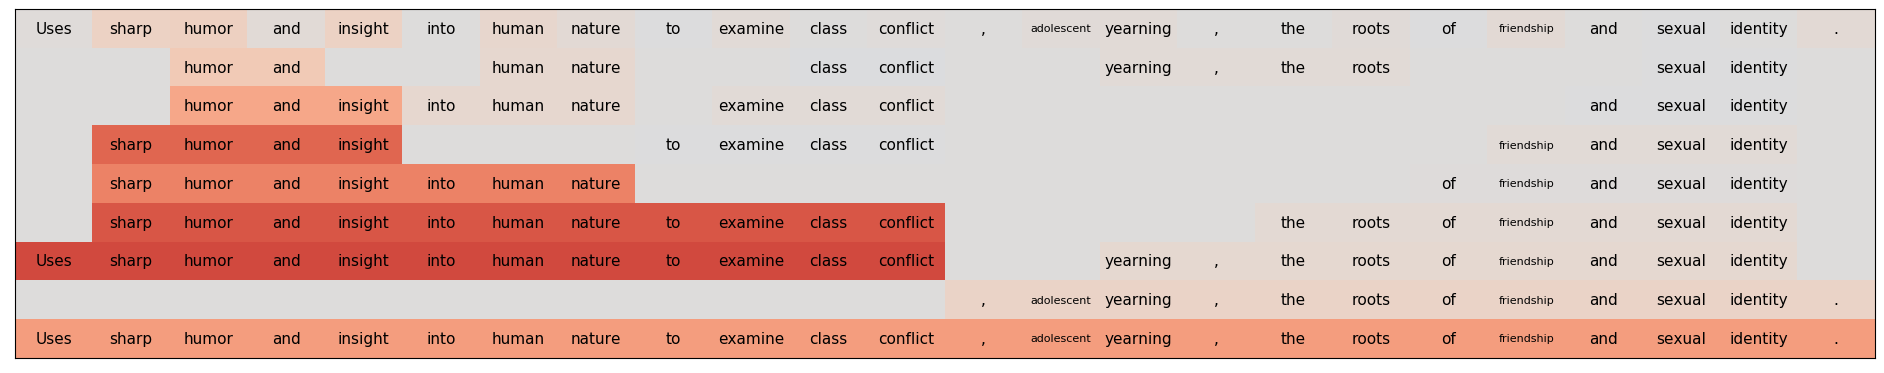 Uses sharp humor and insight into human nature to examine class conflict , adolescent yearning , the roots of friendship and sexual identity .
humor and human nature class conflict yearning , the roots sexual identity
humor and insight into human nature examine class conflict and sexual identity
sharp humor and insight to examine class conflict friendship and sexual identity
sharp humor and insight into human nature of friendship and sexual identity
sharp humor and insight into human nature to examine class conflict the roots of friendship and sexual identity
Uses sharp humor and insight into human nature to examine class conflict yearning , the roots of friendship and sexual identity
, adolescent yearning , the roots of friendship and sexual identity .
Uses sharp humor and insight into human nature to examine class conflict , adolescent yearning , the roots of friendship and sexual identity .